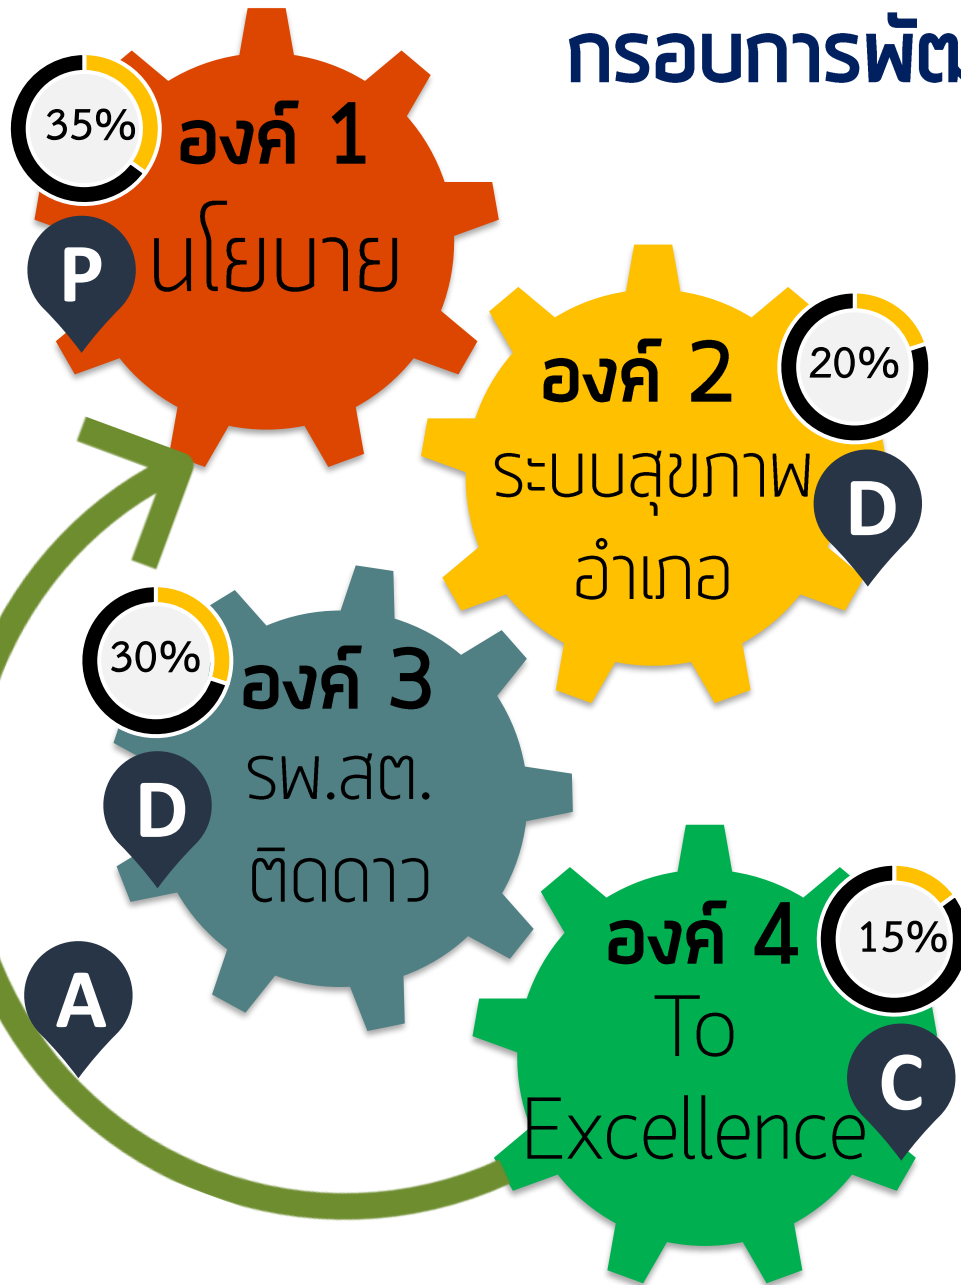 กรอบการพัฒ
35%
องค์ 1
นโยบาย
P
องค์ 2
20%
ระบบสุขภาพ
อำเภอ
D
30%
องค์ 3
รพ.สต.
ติดดาว
D
องค์ 4
15%
To
Excellence
C
A